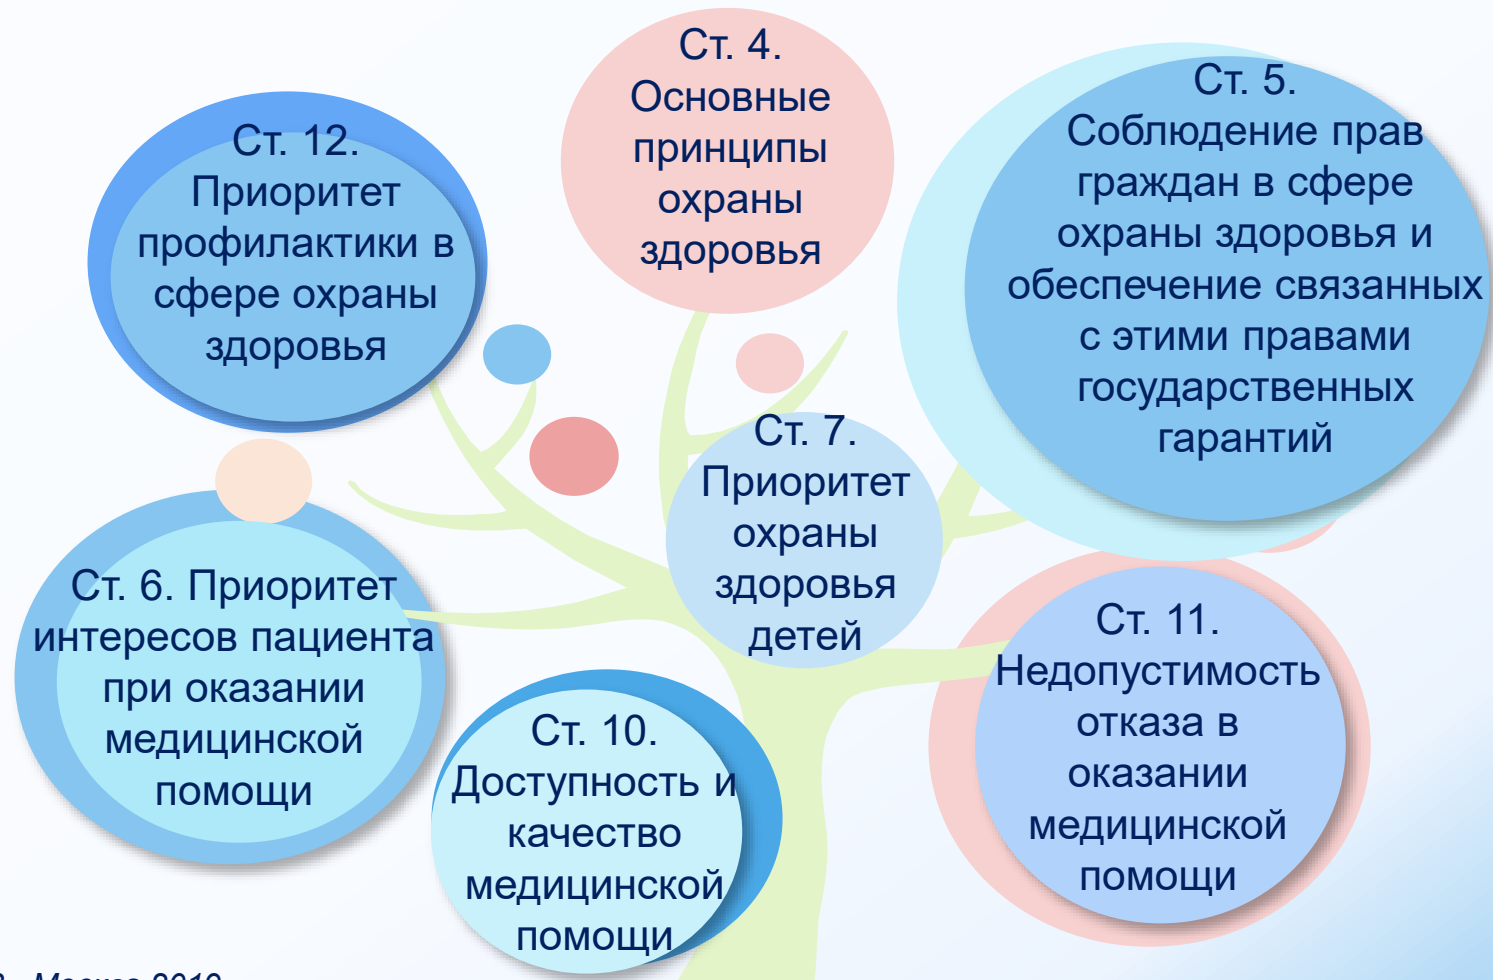 Ст. 4.
Основные
принципы
охраны
здоровья
Ст. 5.
Соблюдение прав
граждан в сфере
охраны здоровья и
обеспечение связанных
с этими правами
государственных
гарантий
Ст. 12.
Приоритет
профилактики в
сфере охраны
здоровья
Ст. 7.
Приоритет
охраны
здоровья
детей
Ст. 6. Приоритет
интересов пациента
при оказании
медицинской
помощи
Ст. 11.
Недопустимость
отказа в
оказании
медицинской
помощи
Ст. 10.
Доступность и
качество
медицинской
помощи
Москва 2019